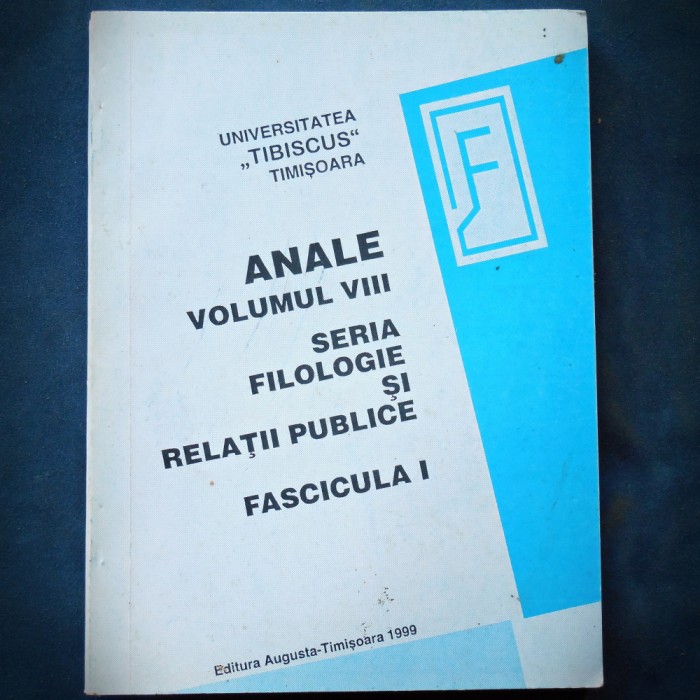 UNIVERSITATEA
„TIBISCUS“
TIMIŞOARA
ANALE
VOLUMUL VIII
SERIA
FILOLOGIE
ŞI
RELAŢII PUBLICE
FASCICULA I
Editura Augusta-Timişoara 1999